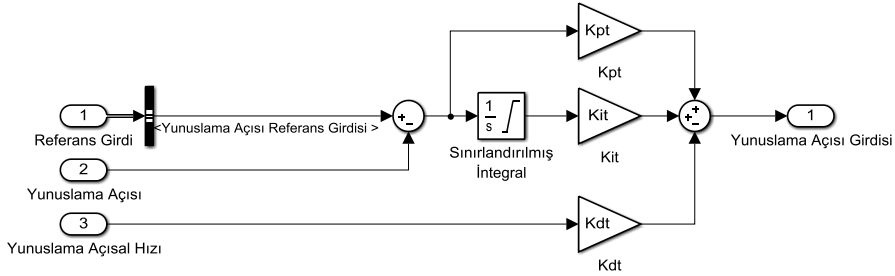 Kpt
Kpt
1
Referans Girdi
<Yunuslama Açısı Referans Girdisi >
+
−
1
s
Sınırlandırılmış
İntegral
Kit
Kit
+
+
−
1
Yunuslama Açısı Girdisi
2
Yunuslama Açısı
3
Yunuslama Açısal Hızı
Kdt
Kdt